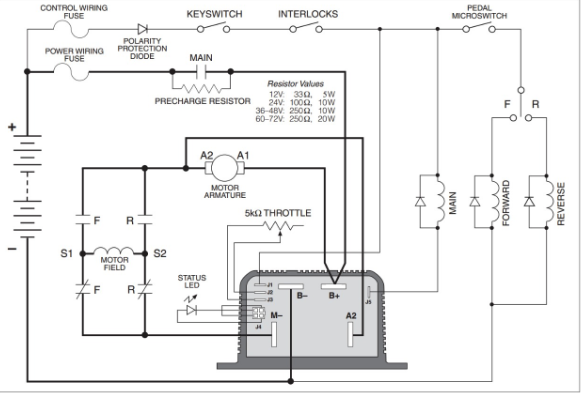 CONTROL WIRING
FUSE
KEYSWITCH
INTERLOCKS
PEDAL
MICROSWITCH
POLARITY
PROTECTION
DIODE
POWER WIRING
FUSE
MAIN
PRECHARGE RESISTOR
Resistor Values
12V: 33Ω, 5W
24V: 100Ω, 10W
36-48V: 250Ω, 10W
60-72V: 250Ω, 20W
F R
+
A2 A1
MOTOR
ARMATURE
MAIN
FORWARD
REVERSE
5kΩ THROTTLE
F R
S1 S2
MOTOR
FIELD
–
F R
STATUS
LED
J1
J2
J3
B– B+
J5
M– A2
J4